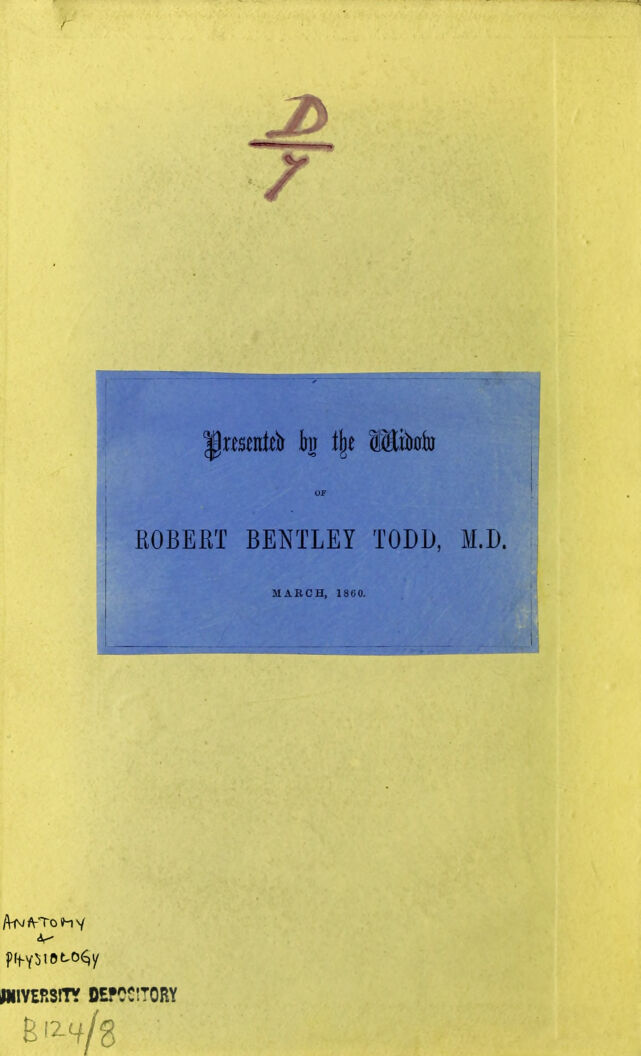 D
7
Presented by the Widow
OF
ROBERT BENTLEY TODD, M.D.
MARCH, 1860.
ANATOMY
&
PHYSIOLOGY
UNIVERSITY DEPOSITORY
B124/8